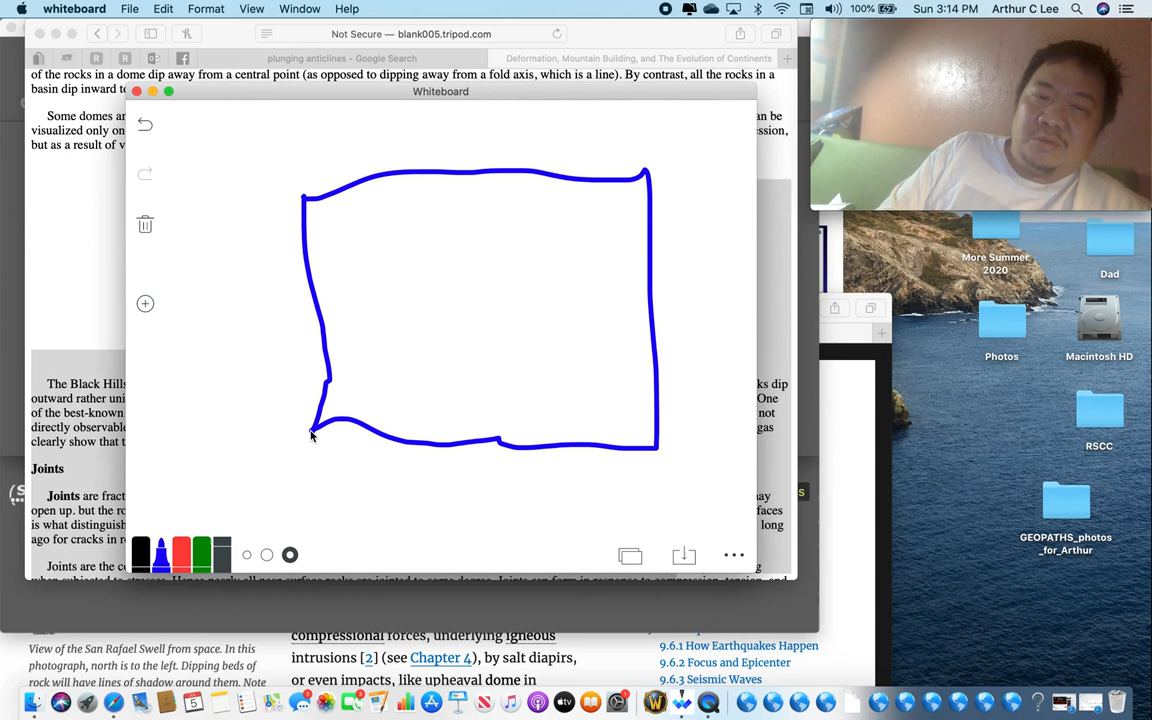 whiteboard File Edit Format View Window Help
100% Sun 3:14 PM Arthur C Lee
Not Secure — blank005.tripod.com
plunging anticlines - Google Search
Deformation, Mountain Building, and The Evolution of Continents
of the rocks in a dome dip away from a central point (as opposed to dipping away from a fold axis, which is a line). By contrast, all the rocks in a
basin dip inward
Whiteboard
Some domes
an be
visualized only
ession,
but as a result of
More Summer
2020
Dad
Photos
Macintosh HD
The Black Hills
ks dip
outward rather
One
of the best-known
not
directly
gas
clearly show that
RSCC
Joints
Joints are
may
open up. but the
faces
is what
long
ago for cracks in
GEOPATHS_photos
_for_Arthur
Joints are the
compressional forces, underlying igneous
intrusions [2] (see Chapter 4), by salt diapirs,
or even impacts, like upheaval dome in
View of the San Rafael Swell from space. In this
photograph, north is to the left. Dipping beds of
rock will have lines of shadow around them. Note
9.6.1 How Earthquakes Happen
9.6.2 Focus and Epicenter
9.6.3 Seismic Waves